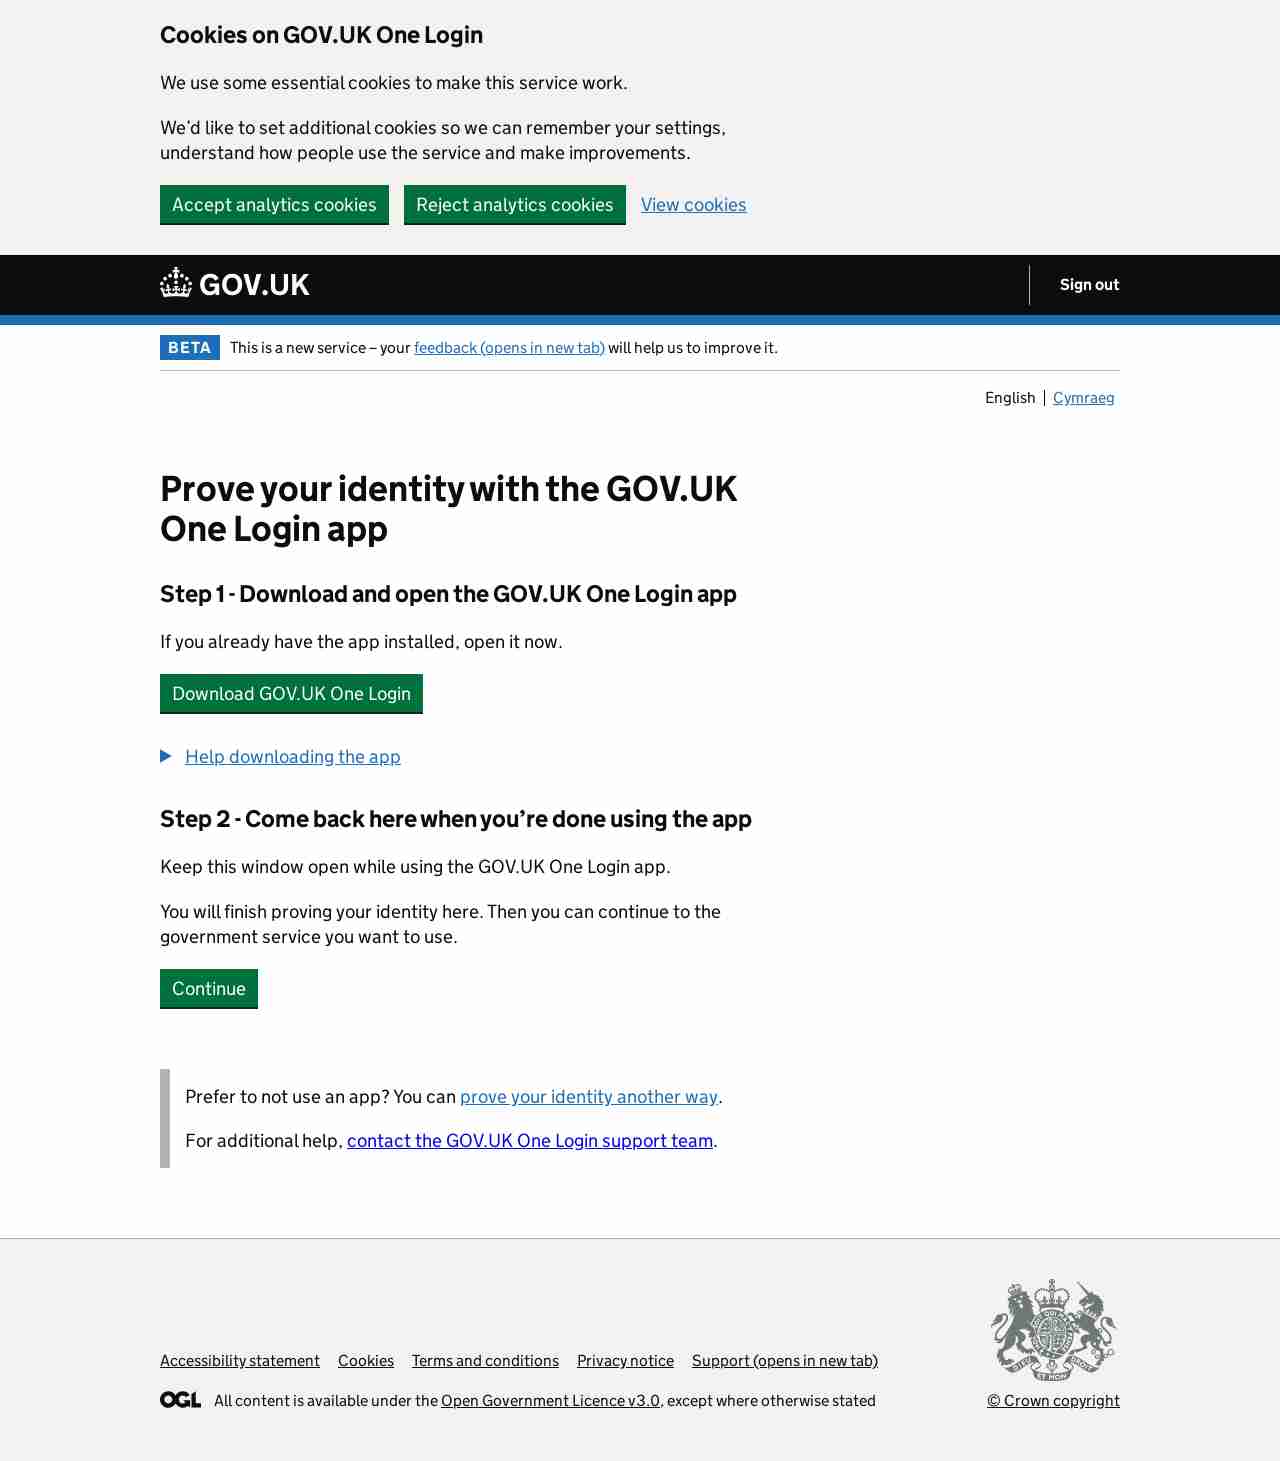 Cookies on GOV.UK One Login
We use some essential cookies to make this service work.
We’d like to set additional cookies so we can remember your settings,
understand how people use the service and make improvements.
Accept analytics cookies Reject analytics cookies View cookies
GOV.UK Sign out
BETA This is a new service – your feedback (opens in new tab) will help us to improve it.
English Cymraeg
Prove your identity with the GOV.UK
One Login app
Step 1 - Download and open the GOV.UK One Login app
If you already have the app installed, open it now.
Download GOV.UK One Login
Help downloading the app
Step 2 - Come back here when you’re done using the app
Keep this window open while using the GOV.UK One Login app.
You will finish proving your identity here. Then you can continue to the
government service you want to use.
Continue
Prefer to not use an app? You can prove your identity another way.
For additional help, contact the GOV.UK One Login support team.
Accessibility statement Cookies Terms and conditions Privacy notice Support (opens in new tab)
OGL All content is available under the Open Government Licence v3.0, except where otherwise stated
© Crown copyright